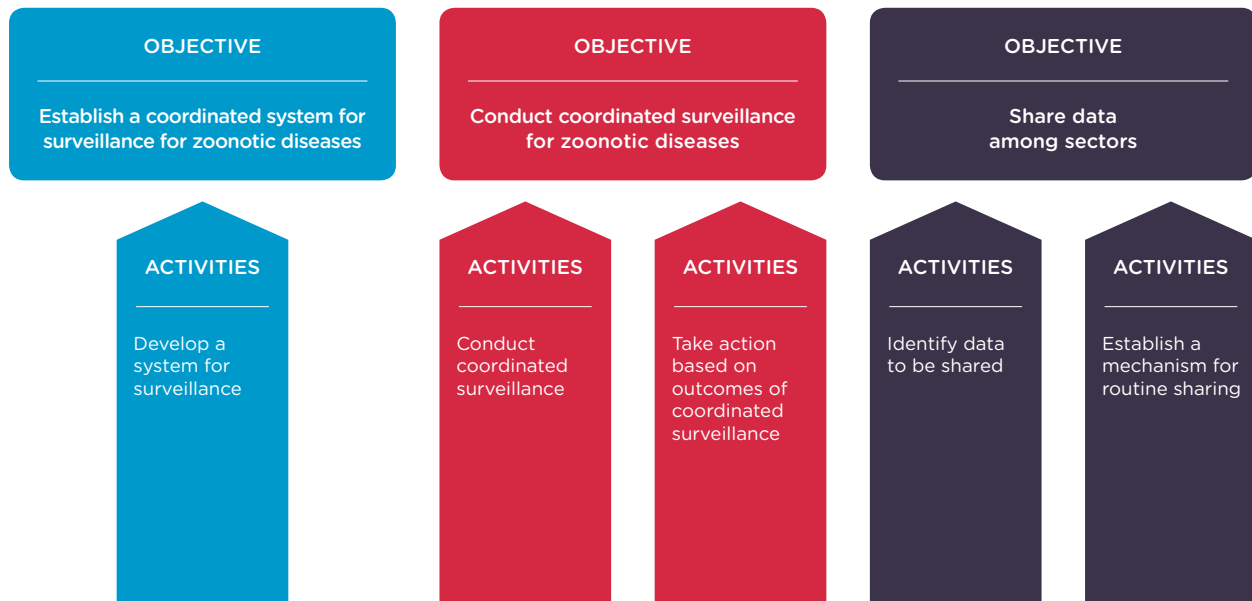 OBJECTIVE
Establish a coordinated system for
surveillance for zoonotic diseases
OBJECTIVE
Conduct coordinated surveillance
for zoonotic diseases
OBJECTIVE
Share data
among sectors
ACTIVITIES
Develop a
system for
surveillance
ACTIVITIES
Conduct
coordinated
surveillance
ACTIVITIES
Take action
based on
outcomes of
coordinated
surveillance
ACTIVITIES
Identify data
to be shared
ACTIVITIES
Establish a
mechanism for
routine sharing